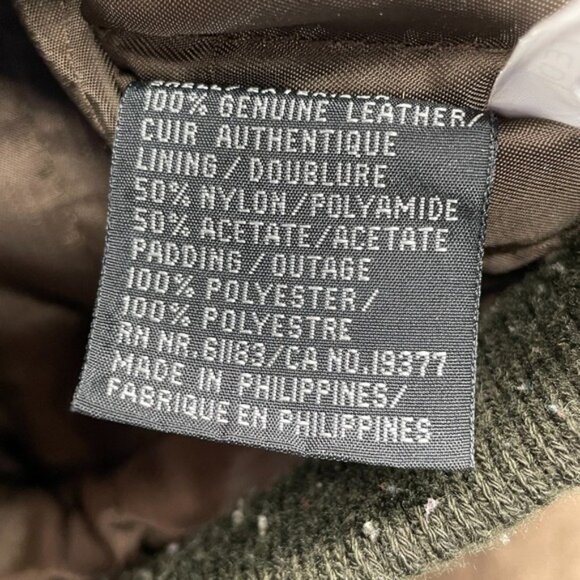 100% GENUINE LEATHER/
CUIR AUTHENTIQUE
LINING/DOUBLURE
50% NYLON/POLYAMIDE
50% ACETATE/ACETATE
PADDING/OUTAGE
100% POLYESTER/
100% POLYESTRE
RN NR. 61183/CA NO. 19377
MADE IN PHILIPPINES/
FABRIQUE EN PHILIPPINES